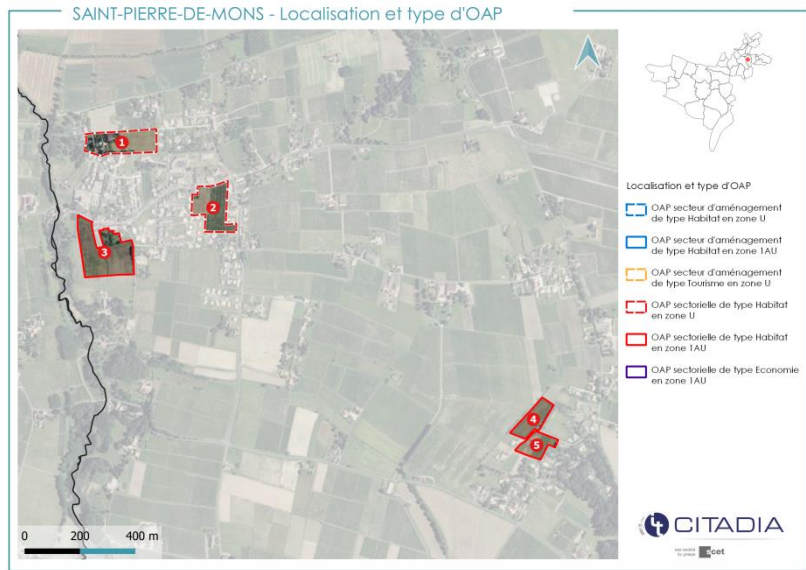 SAINT-PIERRE-DE-MONS - Localisation et type d'OAP
1
2
3
4
5
0 200 400 m
Localisation et type d'OAP
OAP secteur d'aménagement
de type Habitat en zone U
OAP secteur d'aménagement
de type Habitat en zone 1AU
OAP secteur d'aménagement
de type Tourisme en zone U
OAP sectorielle de type Habitat
en zone U
OAP sectorielle de type Habitat
en zone 1AU
OAP sectorielle de type Economie
en zone 1AU
CITADIA
scet